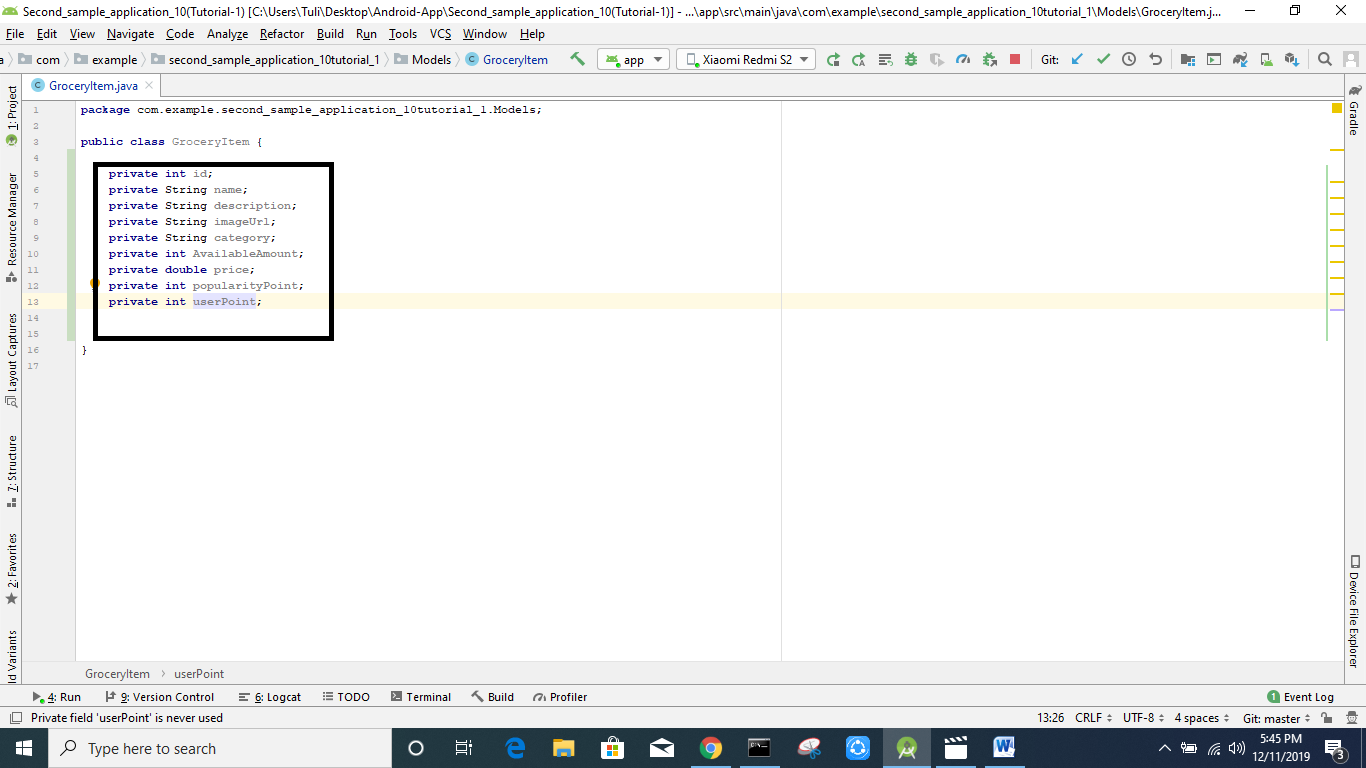 Second_sample_application_10(Tutorial-1) [C:\Users\Tuli\Desktop\Android-App\Second_sample_application_10(Tutorial-1)] - ...\app\src\main\java\com\example\second_sample_application_10tutorial_1\Models\GroceryItem.j...
File Edit View Navigate Code Analyze Refactor Build Run Tools VCS Window Help
a com example second_sample_application_10tutorial_1 Models GroceryItem app Xiaomi Redmi S2 Git:
GroceryItem.java
1 package com.example.second_sample_application_10tutorial_1.Models;
2
3 public class GroceryItem {
4
5 private int id;
6 private String name;
7 private String description;
8 private String imageUrl;
9 private String category;
10 private int AvailableAmount;
11 private double price;
12 private int popularityPoint;
13 private int userPoint;
14
15
16 }
17
1: Project
Resource Manager
Layout Captures
7: Structure
2: Favorites
ld Variants
Gradle
Device File Explorer
GroceryItem userPoint
4: Run 9: Version Control 6: Logcat TODO Terminal Build Profiler 1 Event Log
Private field 'userPoint' is never used 13:26 CRLF UTF-8 4 spaces Git: master
Type here to search
5:45 PM
12/11/2019
3